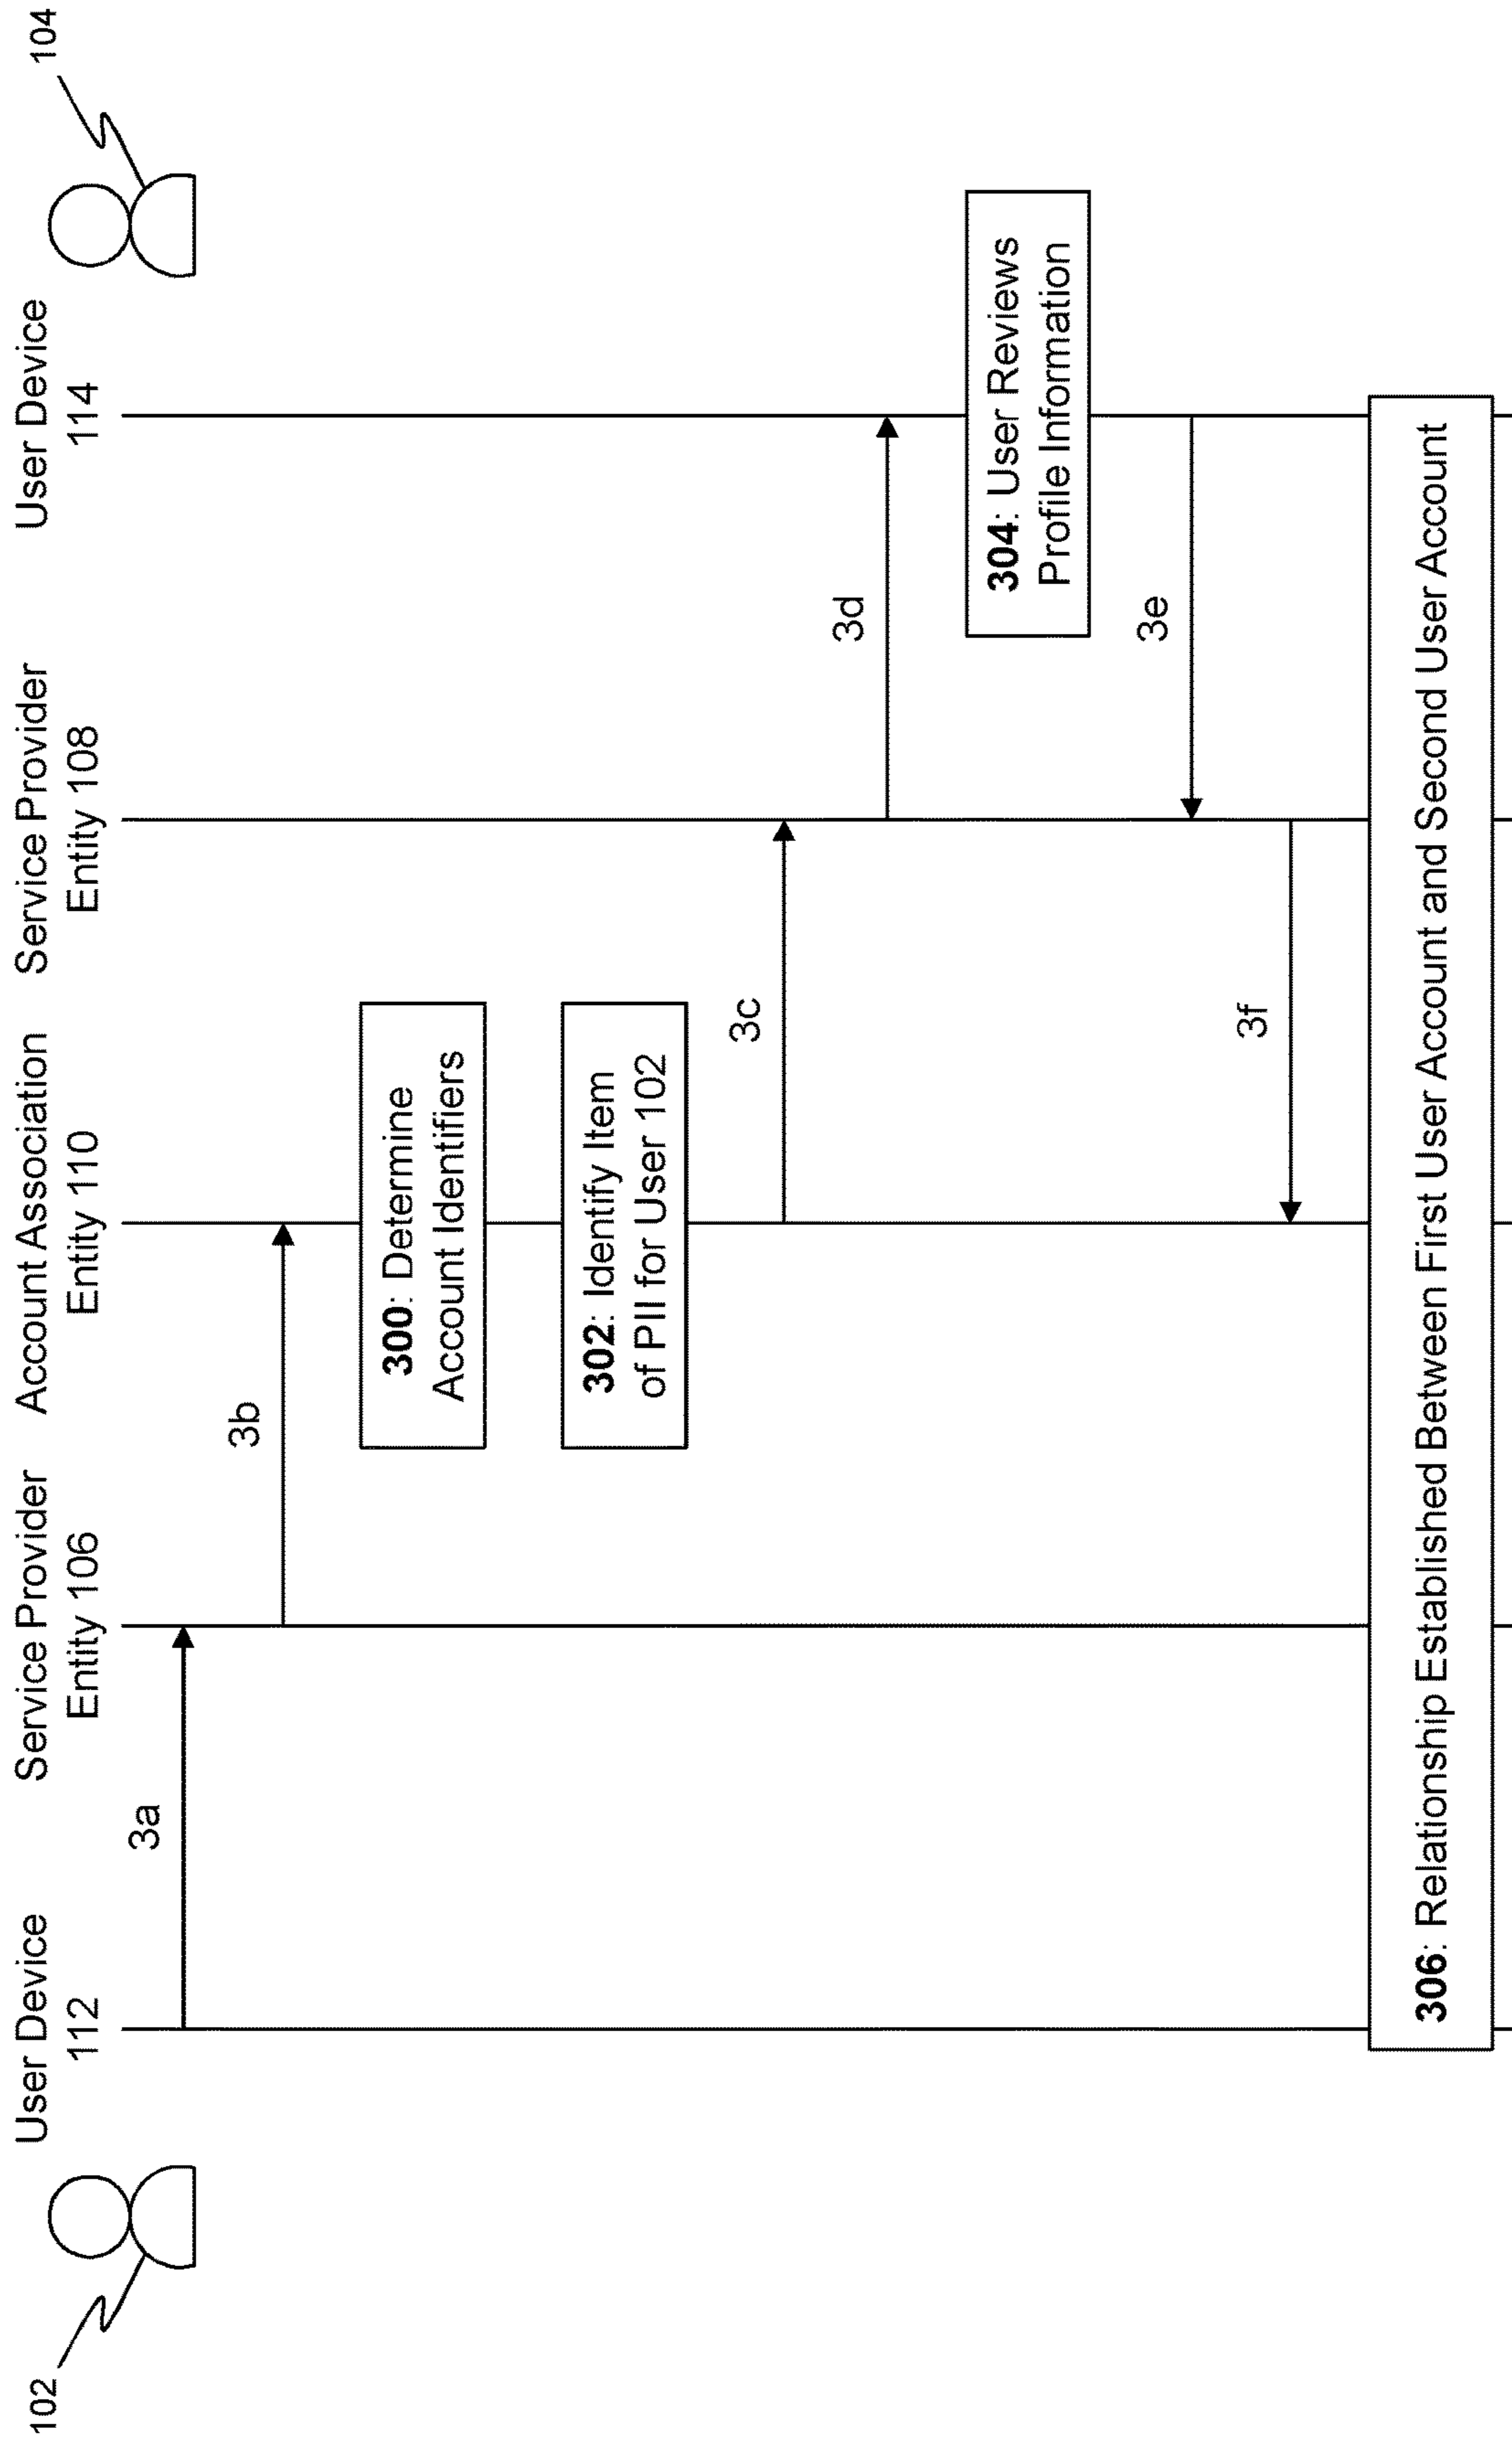 102
User Device
112
Service Provider
Entity 106
Account Association
Entity 110
Service Provider
Entity 108
User Device
114
104
3a
3b
300: Determine
Account Identifiers
302: Identify Item
of PII for User 102
3c
3d
304: User Reviews
Profile Information
3e
3f
306: Relationship Established Between First User Account and Second User Account